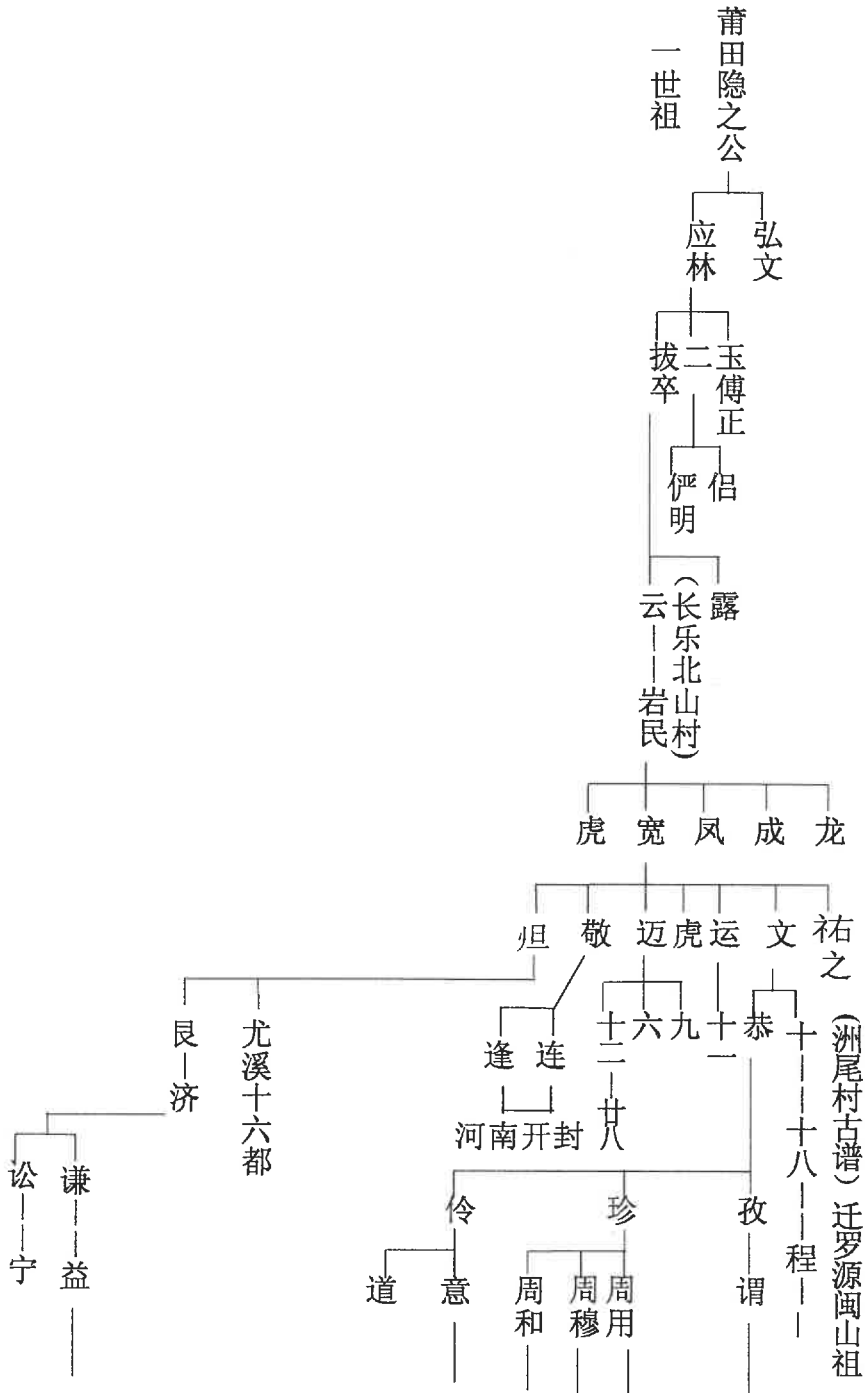 莆田隐之公
一世祖
弘文
应林
玉傅正
二
拔卒
侣
俨明
露
(长乐北山村)
云——岩民
龙
成
凤
宽
虎
祐之
文
运
虎
迈
敬
炟
(洲尾村古谱)迁罗源闽山祖
十——十八——程——
恭
十一
九
六
十二—廿八
连
逢
河南开封
尤溪十六都
艮—济
孜
珍
伶
谦——益
讼——宁
谓
周用
周穆
周和
意
道